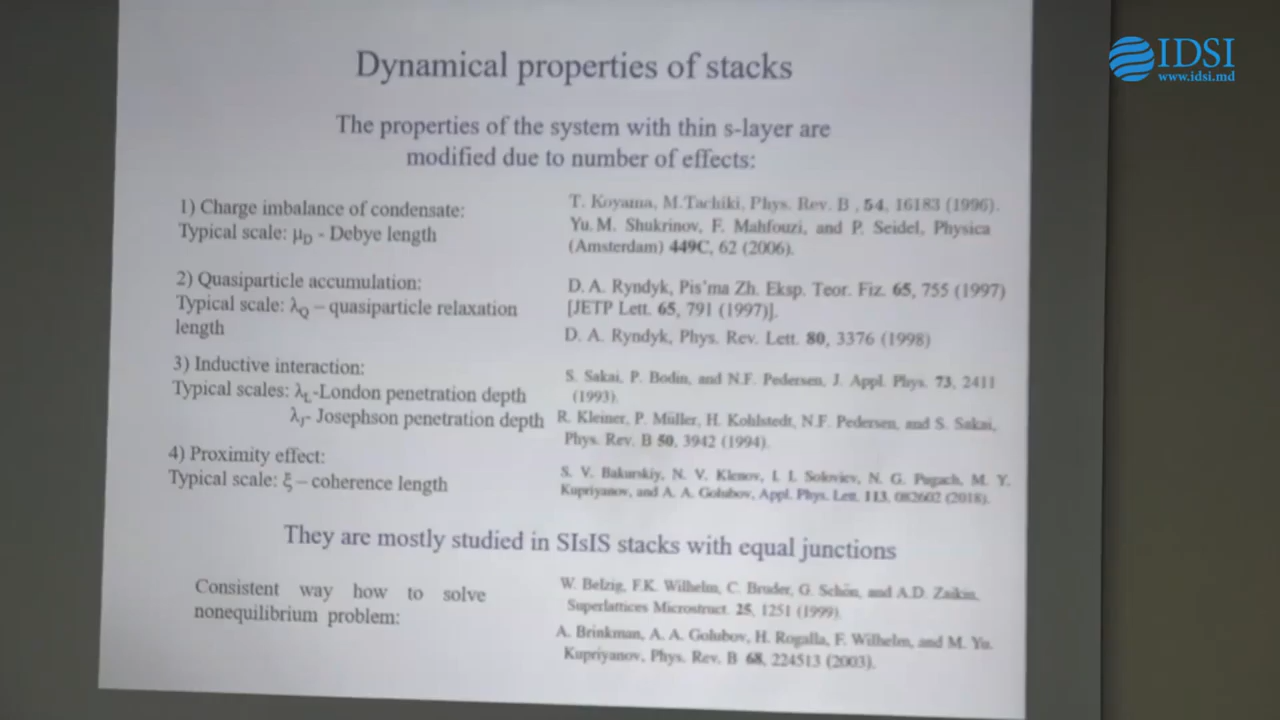 IDSI
www.idsi.md
Dynamical properties of stacks
The properties of the system with thin s-layer are
modified due to number of effects:
1) Charge imbalance of condensate:
Typical scale: μD - Debye length
T. Koyama, M.Tachiki, Phys. Rev. B , 54, 16183 (1996).
Yu. M. Shukrinov, F. Mahfouzi, and P. Seidel, Physica
(Amsterdam) 449C, 62 (2006).
2) Quasiparticle accumulation:
Typical scale: λQ – quasiparticle relaxation
length
D. A. Ryndyk, Pis'ma Zh. Eksp. Teor. Fiz. 65, 755 (1997)
[JETP Lett. 65, 791 (1997)].
D. A. Ryndyk, Phys. Rev. Lett. 80, 3376 (1998)
3) Inductive interaction:
Typical scales: λL-London penetration depth
λJ- Josephson penetration depth
S. Sakai, P. Bodin, and N.F. Pedersen, J. Appl. Phys. 73, 2411
(1993).
R. Kleiner, P. Müller, H. Kohlstedt, N.F. Pedersen, and S. Sakai,
Phys. Rev. B 50, 3942 (1994).
4) Proximity effect:
Typical scale: ξ – coherence length
S. V. Bakurskiy, N. V. Klenov, I. I. Soloviev, N. G. Pugach, M. Y.
Kupriyanov, and A. A. Golubov, Appl. Phys. Lett. 113, 082602 (2018).
They are mostly studied in SIsIS stacks with equal junctions
Consistent way how to solve
nonequilibrium problem:
W. Belzig, F.K. Wilhelm, C. Bruder, G. Schön, and A.D. Zaikin,
Superlattices Microstruct. 25, 1251 (1999).
A. Brinkman, A. A. Golubov, H. Rogalla, F. Wilhelm, and M. Yu.
Kupriyanov, Phys. Rev. B 68, 224513 (2003).